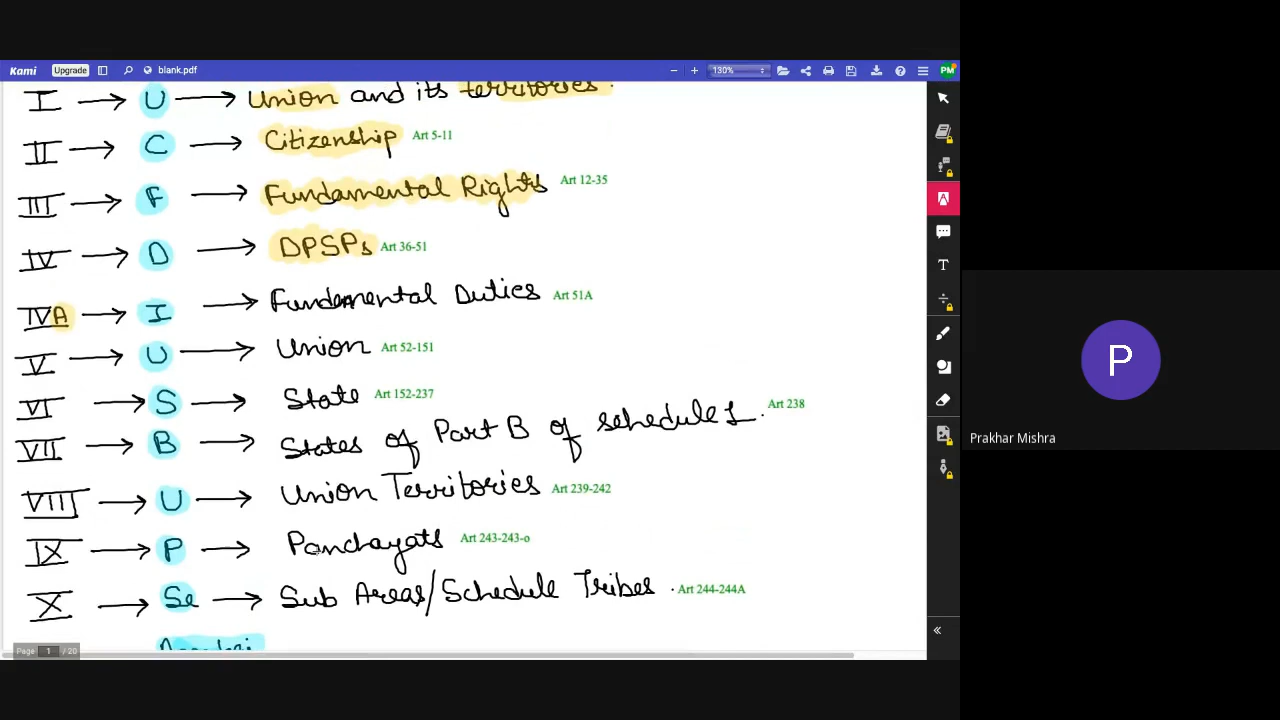 Kami Upgrade blank.pdf 130% PM
I → U → Union and its territories.
II → C → Citizenship Art 5-11
III → F → Fundamental Rights Art 12-35
IV → D → DPSPs Art 36-51
IVA → I → Fundamental Duties Art 51A
V → U → Union Art 52-151
VI → S → State Art 152-237
VII → B → States of Part B of schedule 1. Art 238
VIII → U → Union Territories Art 239-242
IX → P → Panchayats Art 243-243-o
X → Se → Sub Areas/Schedule Tribes . Art 244-244A
Page 1 / 20
P
Prakhar Mishra